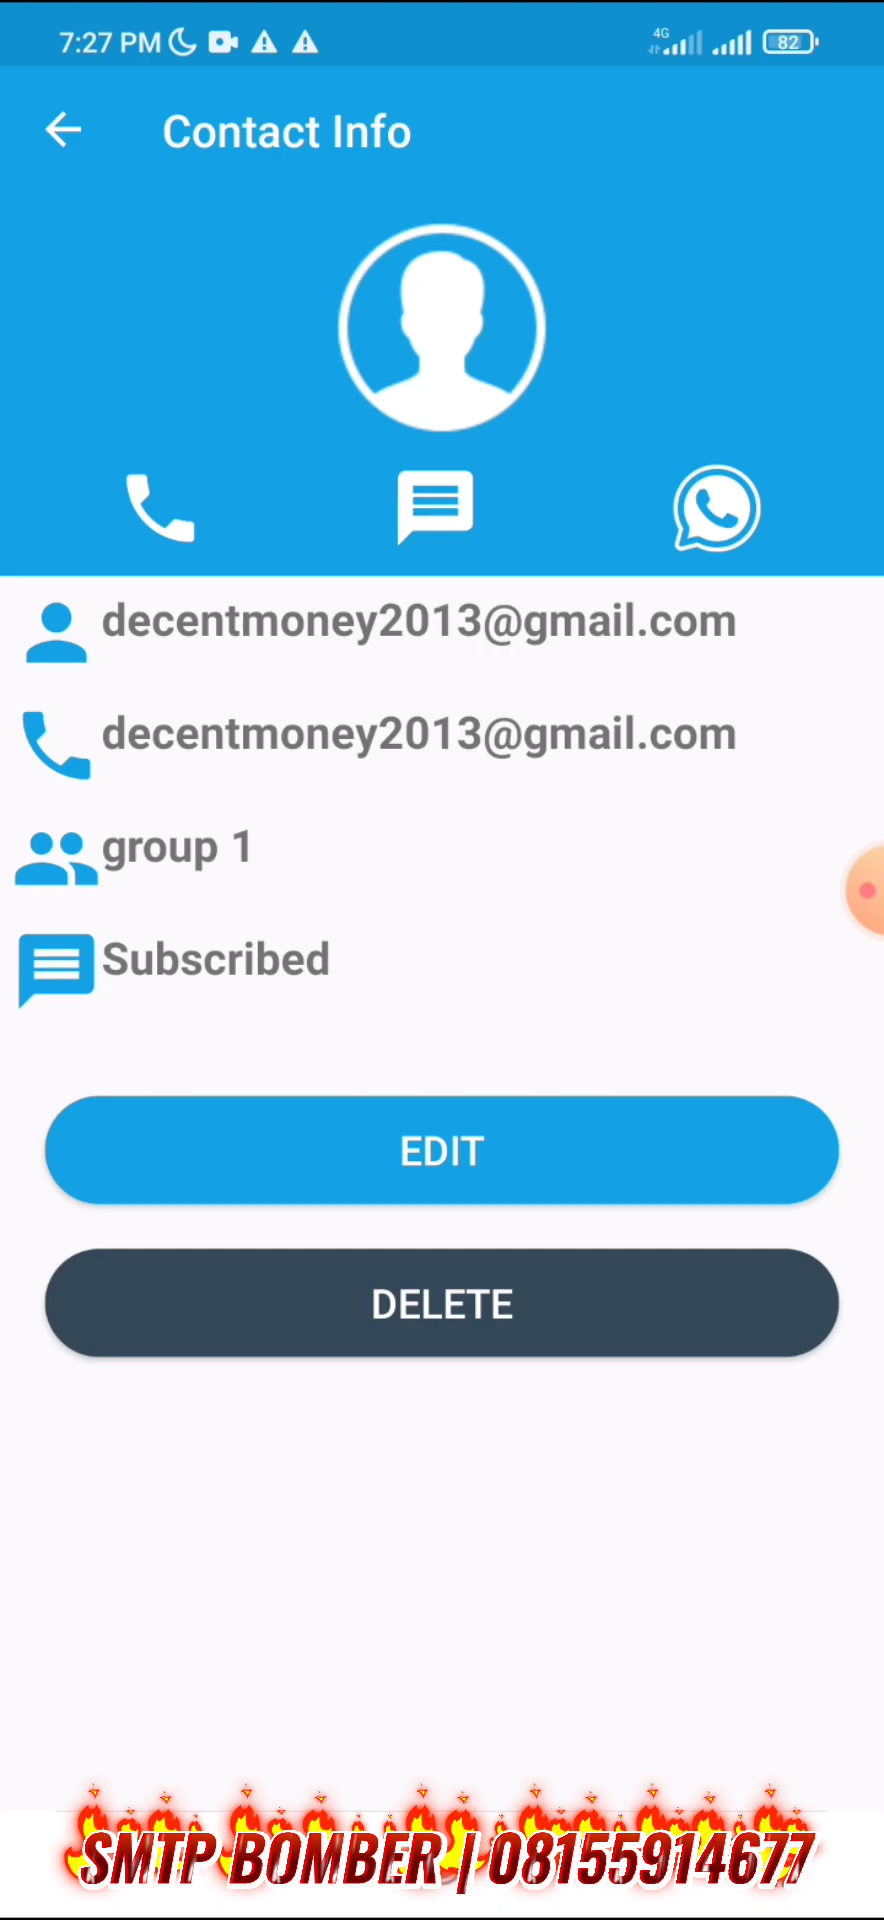 7:27 PM
4G
82
Contact Info
decentmoney2013@gmail.com
decentmoney2013@gmail.com
group 1
Subscribed
EDIT
DELETE
SMTP BOMBER | 08155914677